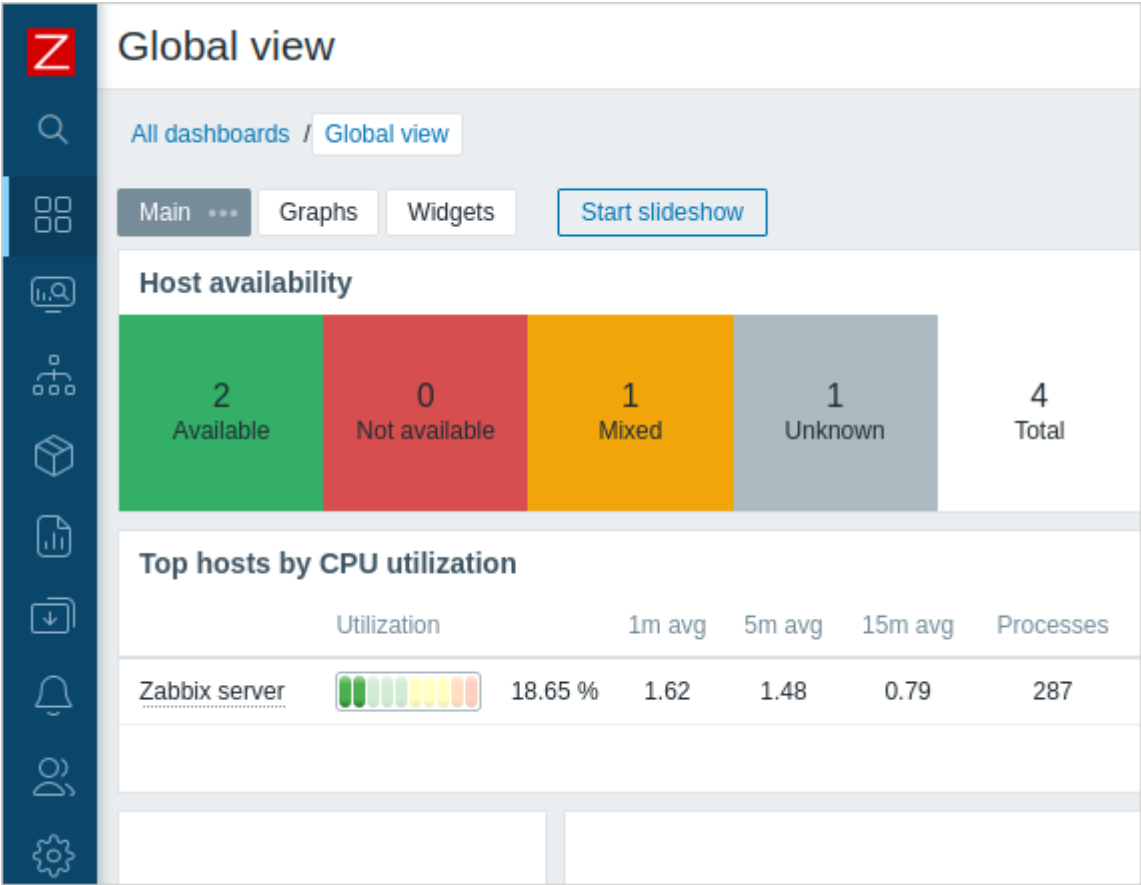 Z
Global view
All dashboards / Global view
Main ••• Graphs Widgets Start slideshow
Host availability
2 0 1 1 4
Available Not available Mixed Unknown Total
Top hosts by CPU utilization
Utilization 1m avg 5m avg 15m avg Processes
Zabbix server 18.65 % 1.62 1.48 0.79 287